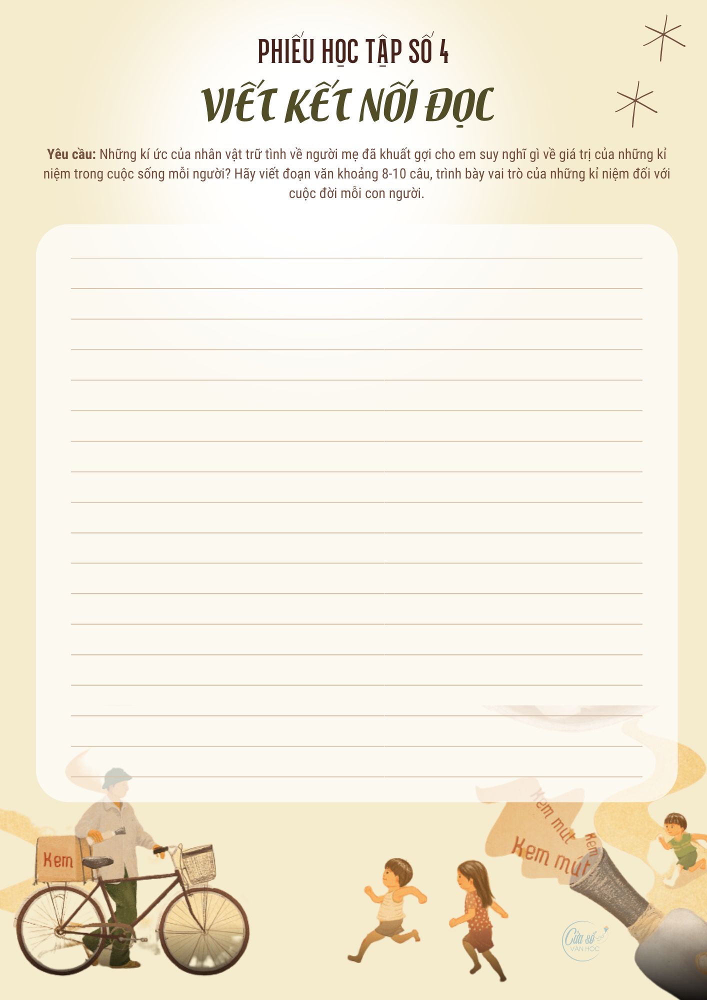 PHIẾU HỌC TẬP SỐ 4
VIẾT KẾT NỐI ĐỌC
Yêu cầu: Những kí ức của nhân vật trữ tình về người mẹ đã khuất gợi cho em suy nghĩ gì về giá trị của những kỉ
niệm trong cuộc sống mỗi người? Hãy viết đoạn văn khoảng 8-10 câu, trình bày vai trò của những kỉ niệm đối với
cuộc đời mỗi con người.
Kem mút
Kem
Kem mút
Kem
Cửa sổ
VĂN HỌC